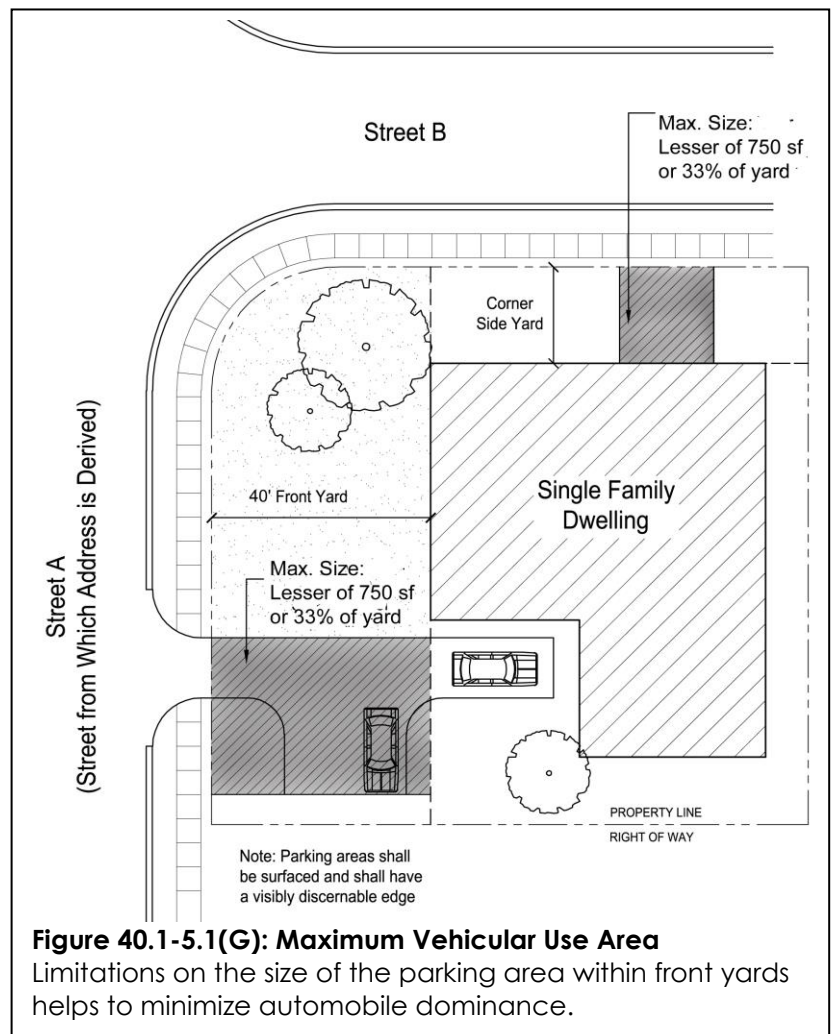 Street B
Max. Size:
Lesser of 750 sf
or 33% of yard
Corner
Side Yard
40' Front Yard
Single Family
Dwelling
Street A
(Street from Which Address is Derived)
Max. Size:
Lesser of 750 sf
or 33% of yard
PROPERTY LINE
RIGHT OF WAY
Note: Parking areas shall
be surfaced and shall have
a visibly discernable edge
Figure 40.1-5.1(G): Maximum Vehicular Use Area
Limitations on the size of the parking area within front yards
helps to minimize automobile dominance.